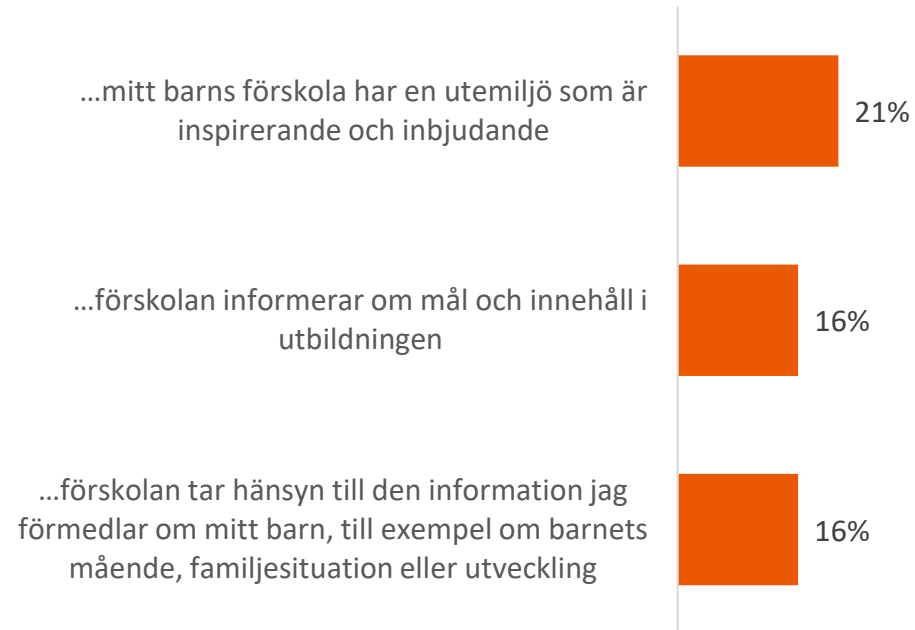 …mitt barns förskola har en utemiljö som är
inspirerande och inbjudande
21%
…förskolan informerar om mål och innehåll i
utbildningen
16%
…förskolan tar hänsyn till den information jag
förmedlar om mitt barn, till exempel om barnets
mående, familjesituation eller utveckling
16%